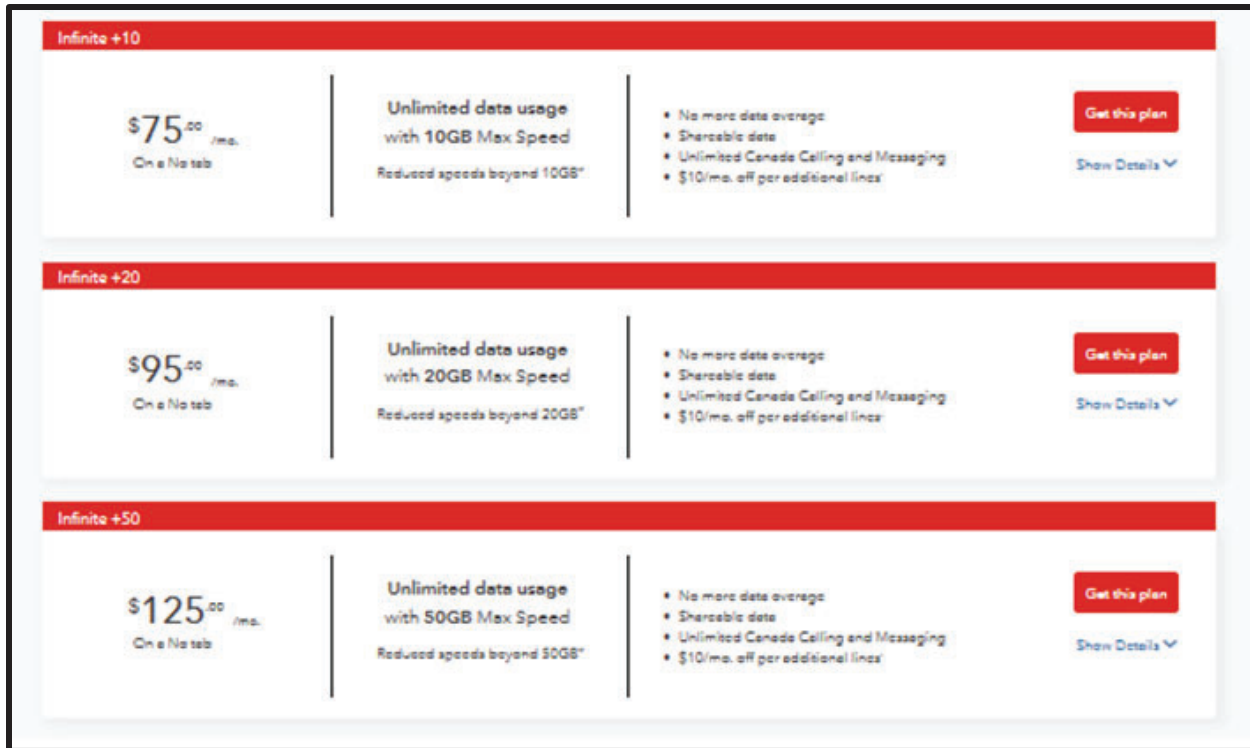 Infinite +10
$75.00 /mo.
On a No tab
Unlimited data usage
with 10GB Max Speed
Reduced speeds beyond 10GB*
• No more data average
• Shareable data
• Unlimited Canada Calling and Messaging
• $10/mo. off per additional lines
Get this plan
Show Details
Infinite +20
$95.00 /mo.
On a No tab
Unlimited data usage
with 20GB Max Speed
Reduced speeds beyond 20GB*
• No more data average
• Shareable data
• Unlimited Canada Calling and Messaging
• $10/mo. off per additional lines
Get this plan
Show Details
Infinite +50
$125.00 /mo.
On a No tab
Unlimited data usage
with 50GB Max Speed
Reduced speeds beyond 50GB*
• No more data average
• Shareable data
• Unlimited Canada Calling and Messaging
• $10/mo. off per additional lines
Get this plan
Show Details